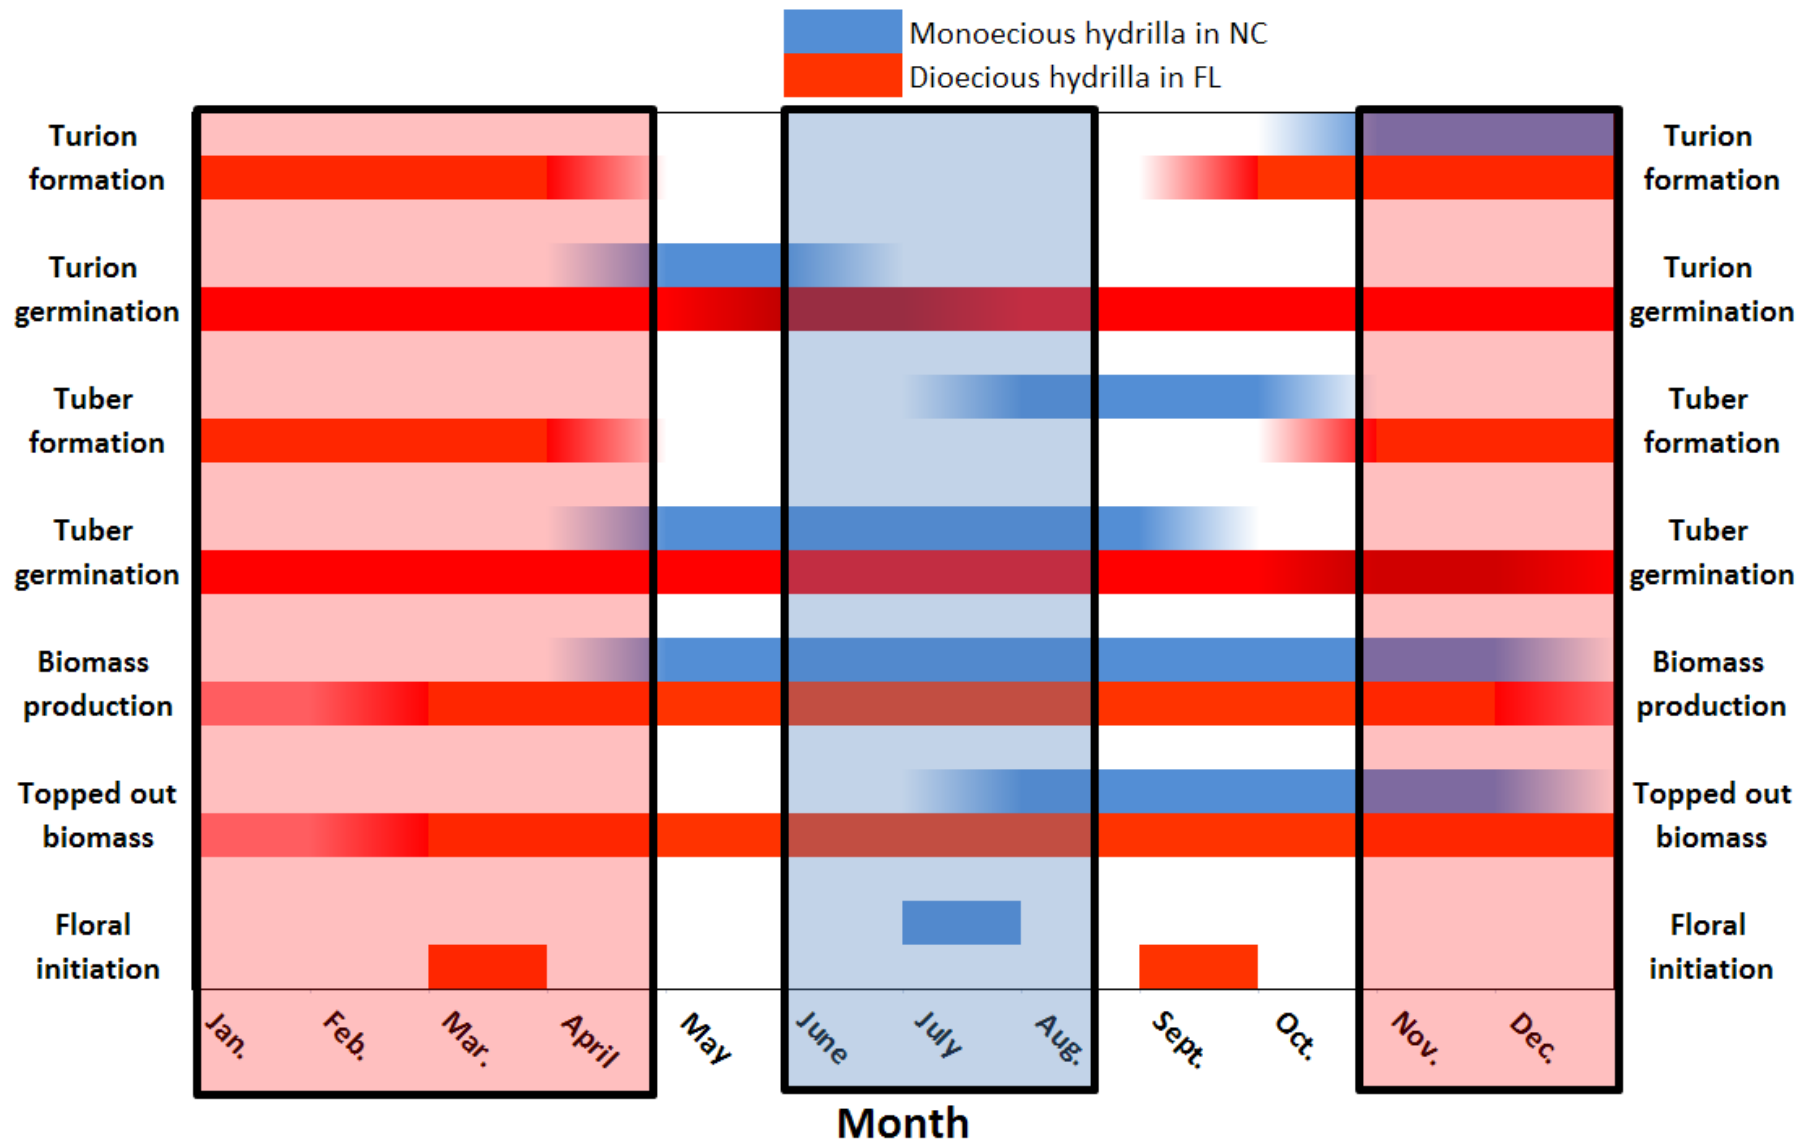 Monoecious hydrilla in NC
Dioecious hydrilla in FL
Turion
formation
Turion
formation
Turion
germination
Turion
germination
Tuber
formation
Tuber
formation
Tuber
germination
Tuber
germination
Biomass
production
Biomass
production
Topped out
biomass
Topped out
biomass
Floral
initiation
Floral
initiation
Jan.
Feb.
Mar.
April
May
June
July
Aug.
Sept.
Oct.
Nov.
Dec.
Month